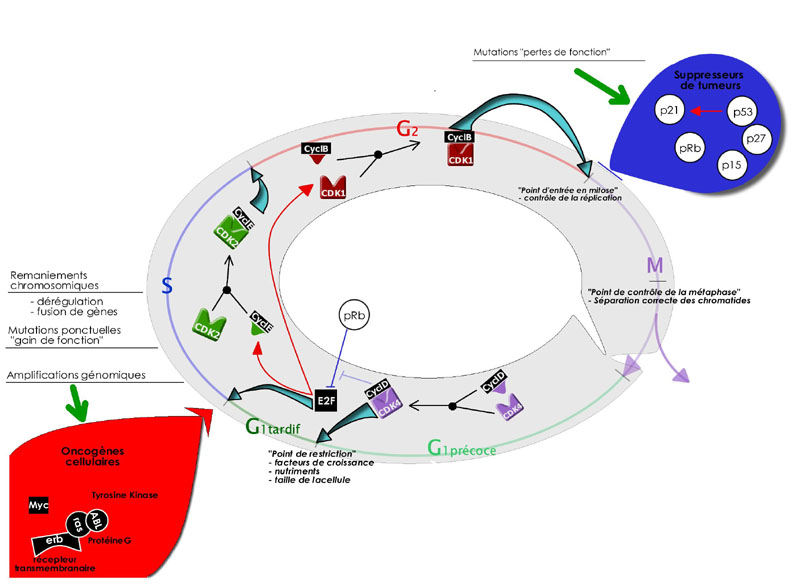 Mutations "pertes de fonction"
Suppresseurs
de tumeurs
p21
p53
pRb
p27
p15
G2
CyclB
CDK1
CyclB
CDK1
"Point d'entrée en mitose"
- contrôle de la réplication
M
"Point de contrôle de la métaphase"
- Séparation correcte des chromatides
CyclE
CDK2
S
CDK2
CyclE
pRb
E2F
CyclD
CDK4
CyclD
CDK4
G1tardif
G1précoce
"Point de restriction"
- facteurs de croissance
- nutriments
- taille de lacellule
Remaniements
chromosomiques
- dérégulation
- fusion de gènes
Mutations ponctuelles
"gain de fonction"
Amplifications génomiques
Oncogènes
cellulaires
Tyrosine Kinase
Myc
ras
ABL
erb
ProtéineG
récepteur
transmembranaire